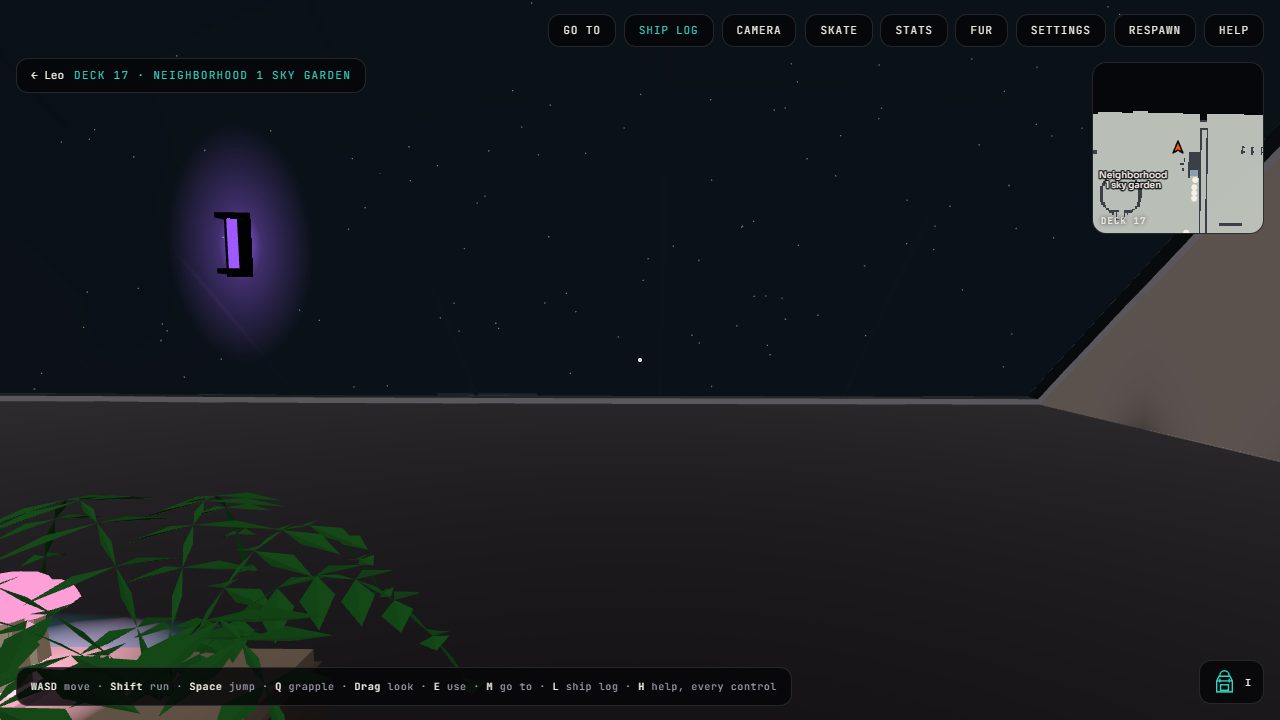 GO TO
SHIP LOG
CAMERA
SKATE
STATS
FUR
SETTINGS
RESPAWN
HELP
← Leo DECK 17 · NEIGHBORHOOD 1 SKY GARDEN
Neighborhood
1 sky garden
DECK 17
WASD move · Shift run · Space jump · Q grapple · Drag look · E use · M go to · L ship log · H help, every control
I